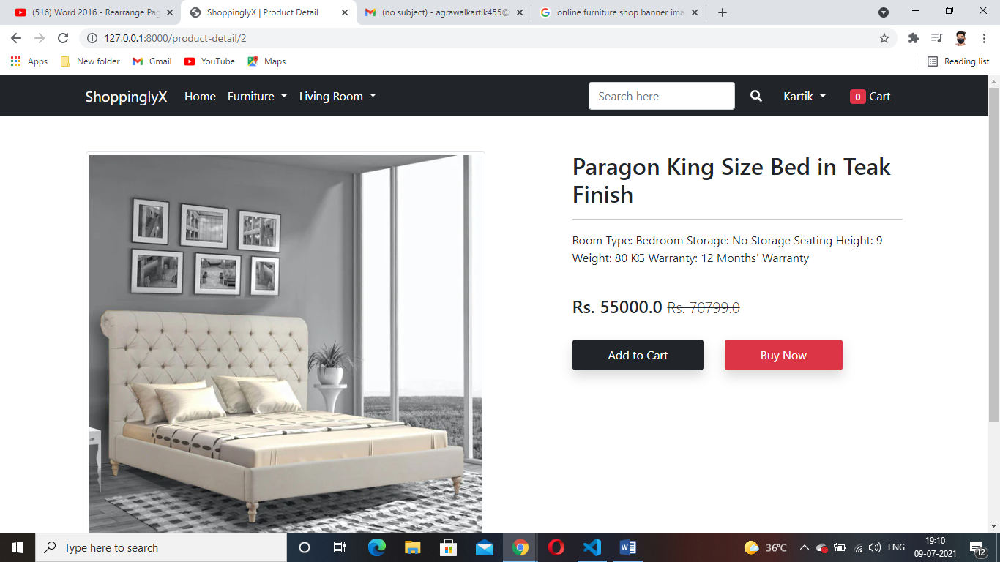 (516) Word 2016 - Rearrange Pag
ShoppinglyX | Product Detail
(no subject) - agrawalkartik455@
online furniture shop banner ima
127.0.0.1:8000/product-detail/2
Apps
New folder
Gmail
YouTube
Maps
Reading list
ShoppinglyX
Home
Furniture
Living Room
Search here
Kartik
0 Cart
Paragon King Size Bed in Teak
Finish
Room Type: Bedroom Storage: No Storage Seating Height: 9
Weight: 80 KG Warranty: 12 Months' Warranty
Rs. 55000.0 Rs. 70799.0
Add to Cart
Buy Now
Type here to search
36°C
ENG
19:10
09-07-2021
12